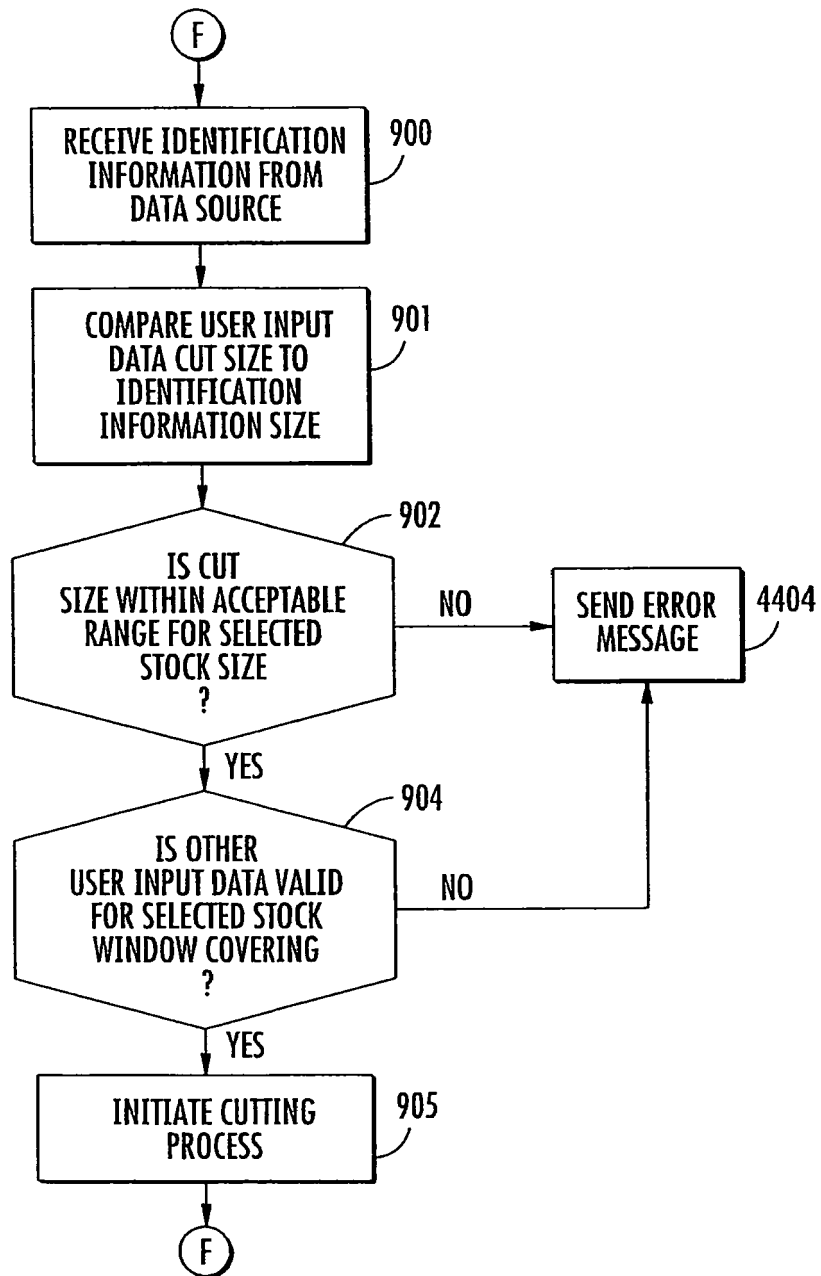 F
RECEIVE IDENTIFICATION
INFORMATION FROM
DATA SOURCE
900
COMPARE USER INPUT
DATA CUT SIZE TO
IDENTIFICATION
INFORMATION SIZE
901
IS CUT
SIZE WITHIN ACCEPTABLE
RANGE FOR SELECTED
STOCK SIZE
?
902
NO
SEND ERROR
MESSAGE
4404
YES
IS OTHER
USER INPUT DATA VALID
FOR SELECTED STOCK
WINDOW COVERING
?
904
NO
YES
INITIATE CUTTING
PROCESS
905
F